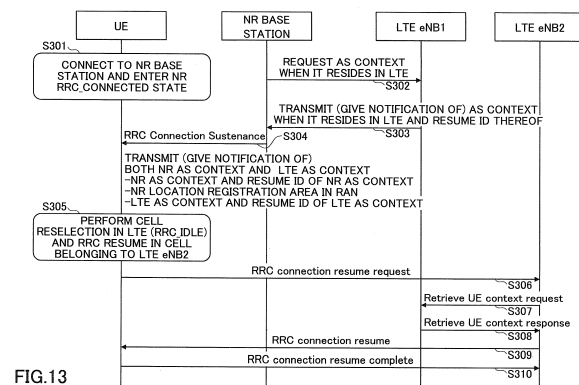 UE
NR BASE
STATION
LTE eNB1
LTE eNB2
S301
CONNECT TO NR BASE
STATION AND ENTER NR
RRC_CONNECTED STATE
REQUEST AS CONTEXT
WHEN IT RESIDES IN LTE
S302
TRANSMIT (GIVE NOTIFICATION OF) AS CONTEXT
WHEN IT RESIDES IN LTE AND RESUME ID THEREOF
S303
RRC Connection Sustenance
S304
TRANSMIT (GIVE NOTIFICATION OF)
BOTH NR AS CONTEXT AND LTE AS CONTEXT
-NR AS CONTEXT AND RESUME ID OF NR AS CONTEXT
-NR LOCATION REGISTRATION AREA IN RAN
-LTE AS CONTEXT AND RESUME ID OF LTE AS CONTEXT
S305
PERFORM CELL
RESELECTION IN LTE (RRC_IDLE)
AND RRC RESUME IN CELL
BELONGING TO LTE eNB2
RRC connection resume request
S306
Retrieve UE context request
S307
Retrieve UE context response
S308
RRC connection resume
S309
RRC connection resume complete
S310
FIG.13